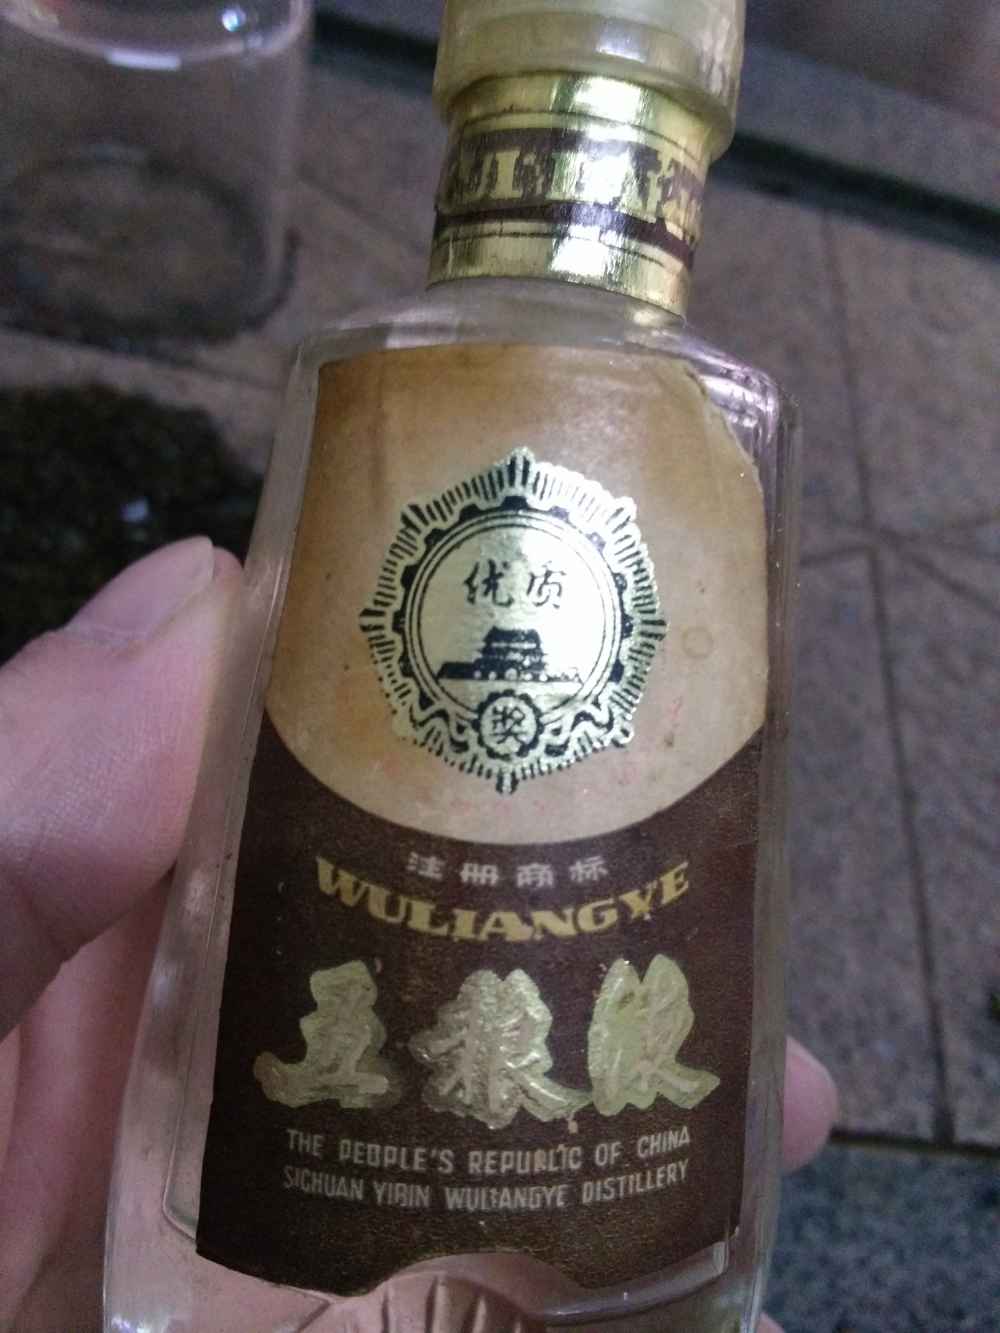 优质
奖
注册商标
WULIANGYE
五粮液
THE PEOPLE'S REPUBLIC OF CHINA
SICHUAN YIBIN WULIANGYE DISTILLERY